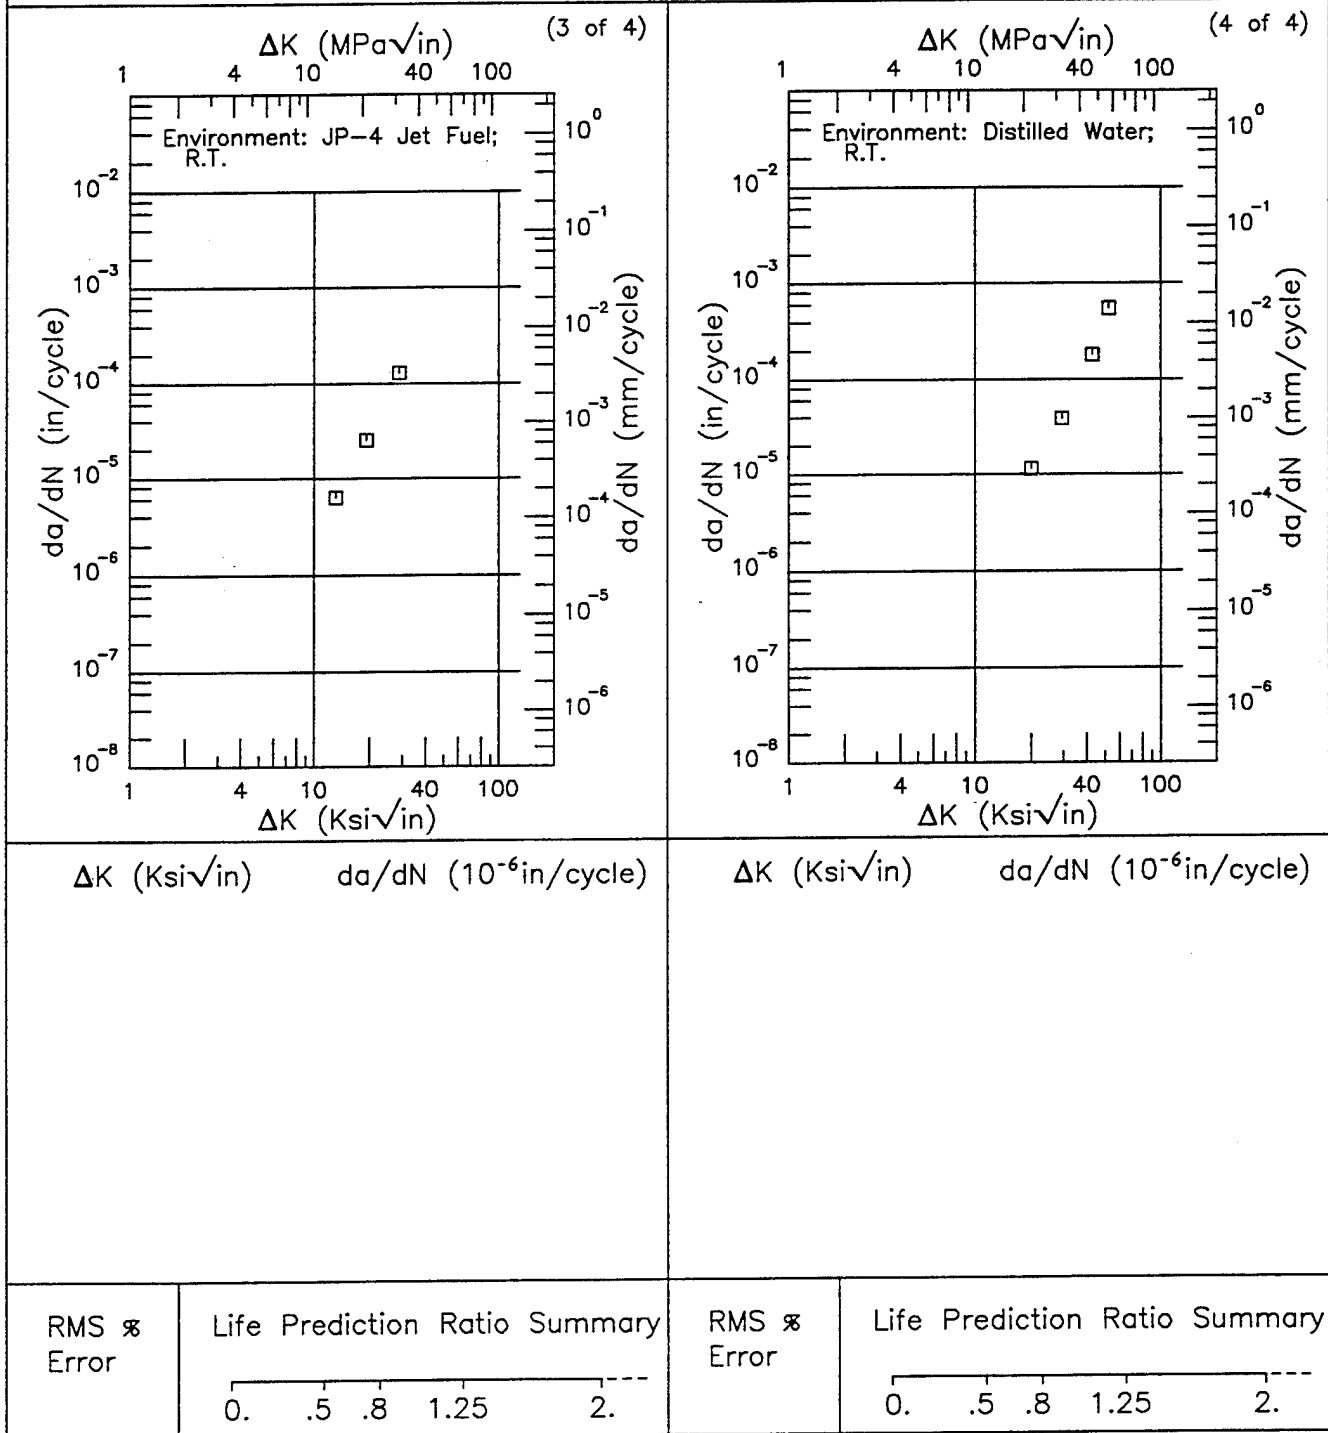 (3 of 4)
ΔK (MPa√in)
1 4 10 40 100
Environment: JP-4 Jet Fuel;
R.T.
10⁰
10⁻¹
10⁻²
10⁻³
10⁻⁴
10⁻⁵
10⁻⁶
da/dN (mm/cycle)
10⁻²
10⁻³
10⁻⁴
10⁻⁵
10⁻⁶
10⁻⁷
10⁻⁸
da/dN (in/cycle)
1 4 10 40 100
ΔK (Ksi√in)
ΔK (Ksi√in) da/dN (10⁻⁶in/cycle)
RMS %
Error
Life Prediction Ratio Summary
0. .5 .8 1.25 2.
(4 of 4)
ΔK (MPa√in)
1 4 10 40 100
Environment: Distilled Water;
R.T.
10⁰
10⁻¹
10⁻²
10⁻³
10⁻⁴
10⁻⁵
10⁻⁶
da/dN (mm/cycle)
10⁻²
10⁻³
10⁻⁴
10⁻⁵
10⁻⁶
10⁻⁷
10⁻⁸
da/dN (in/cycle)
1 4 10 40 100
ΔK (Ksi√in)
ΔK (Ksi√in) da/dN (10⁻⁶in/cycle)
RMS %
Error
Life Prediction Ratio Summary
0. .5 .8 1.25 2.